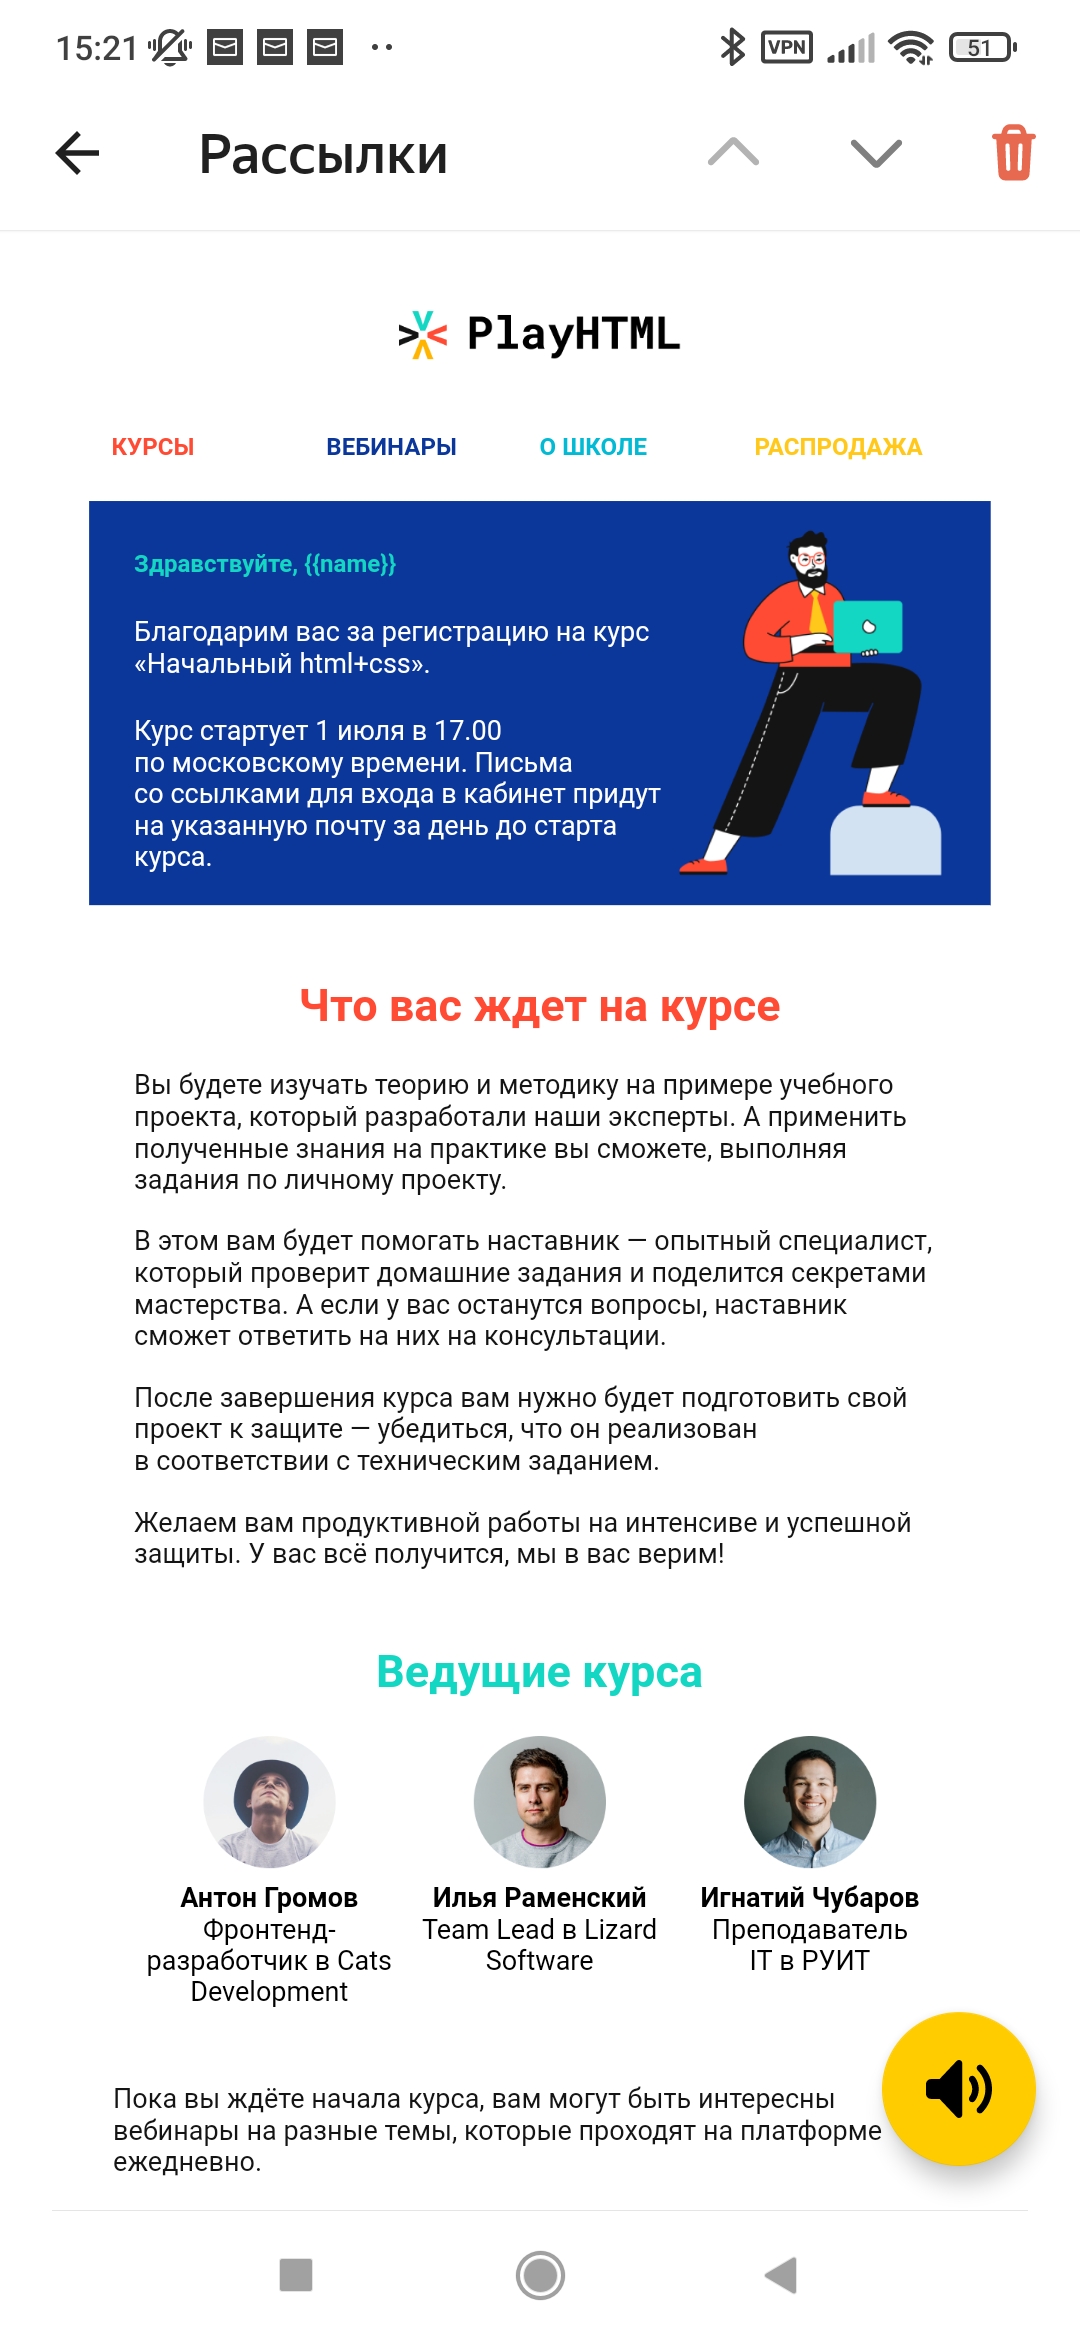 15:21
VPN
51
Рассылки
PlayHTML
КУРСЫ ВЕБИНАРЫ О ШКОЛЕ РАСПРОДАЖА
Здравствуйте, {{name}}
Благодарим вас за регистрацию на курс
«Начальный html+css».
Курс стартует 1 июля в 17.00
по московскому времени. Письма
со ссылками для входа в кабинет придут
на указанную почту за день до старта
курса.
Что вас ждет на курсе
Вы будете изучать теорию и методику на примере учебного
проекта, который разработали наши эксперты. А применить
полученные знания на практике вы сможете, выполняя
задания по личному проекту.
В этом вам будет помогать наставник — опытный специалист,
который проверит домашние задания и поделится секретами
мастерства. А если у вас останутся вопросы, наставник
сможет ответить на них на консультации.
После завершения курса вам нужно будет подготовить свой
проект к защите — убедиться, что он реализован
в соответствии с техническим заданием.
Желаем вам продуктивной работы на интенсиве и успешной
защиты. У вас всё получится, мы в вас верим!
Ведущие курса
Антон Громов
Фронтенд-
разработчик в Cats
Development
Илья Раменский
Team Lead в Lizard
Software
Игнатий Чубаров
Преподаватель
IT в РУИТ
Пока вы ждёте начала курса, вам могут быть интересны
вебинары на разные темы, которые проходят на платформе
ежедневно.